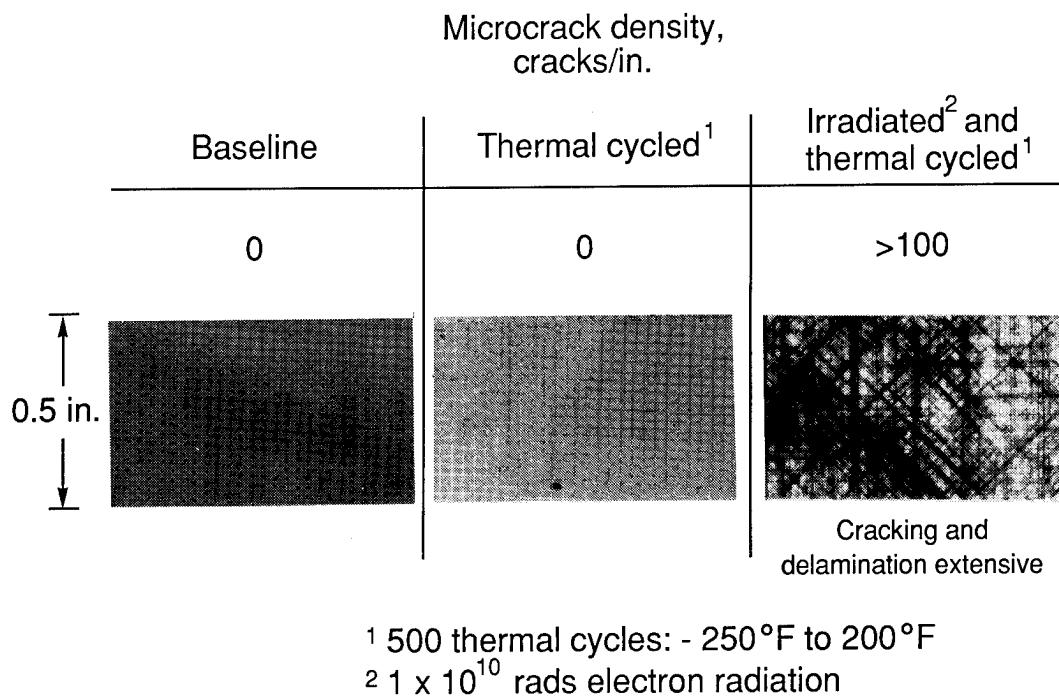 Microcrack density,
cracks/in.
Baseline
Thermal cycled¹
Irradiated² and
thermal cycled¹
0
0
>100
0.5 in.
Cracking and
delamination extensive
¹ 500 thermal cycles: - 250°F to 200°F
² 1 x 10¹⁰ rads electron radiation